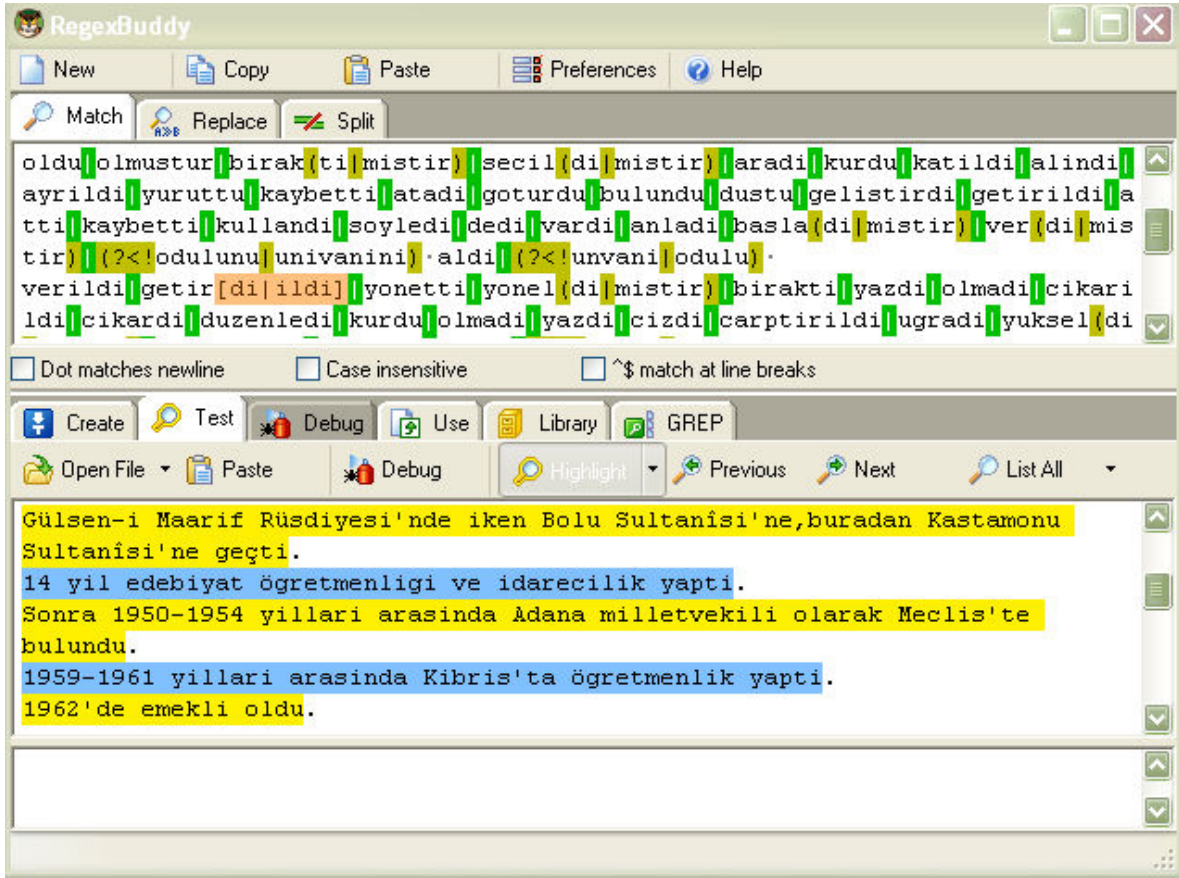 RegexBuddy
New Copy Paste Preferences Help
Match Replace Split
oldu|olmustur|birak(ti|mistir)|secil(di|mistir)|aradi|kurdu|katildi|alindi|
ayrildi|yuruttu|kaybetti|atadi|goturdu|bulundu|dustu|gelistirdi|getirildi|a
tti|kaybetti|kullandi|soyledi|dedi|vardi|anladi|basla(di|mistir)|ver(di|mis
tir)|(?<!odulunu|univanini)·aldi|(?<!unvani|odulu)·
verildi|getir[di|ildi]|yonetti|yonel(di|mistir)|birakti|yazdi|olmadi|cikari
ldi|cikardi|duzenledi|kurdu|olmadi|yazdi|cizdi|carptirildi|ugradi|yuksel(di
Dot matches newline Case insensitive ^$ match at line breaks
Create Test Debug Use Library GREP
Open File Paste Debug Highlight Previous Next List All
Gülsen-i Maarif Rüsdiyesi'nde iken Bolu Sultanîsi'ne,buradan Kastamonu
Sultanîsi'ne geçti.
14 yil edebiyat ögretmenligi ve idarecilik yapti.
Sonra 1950-1954 yillari arasinda Adana milletvekili olarak Meclis'te
bulundu.
1959-1961 yillari arasinda Kibris'ta ögretmenlik yapti.
1962'de emekli oldu.